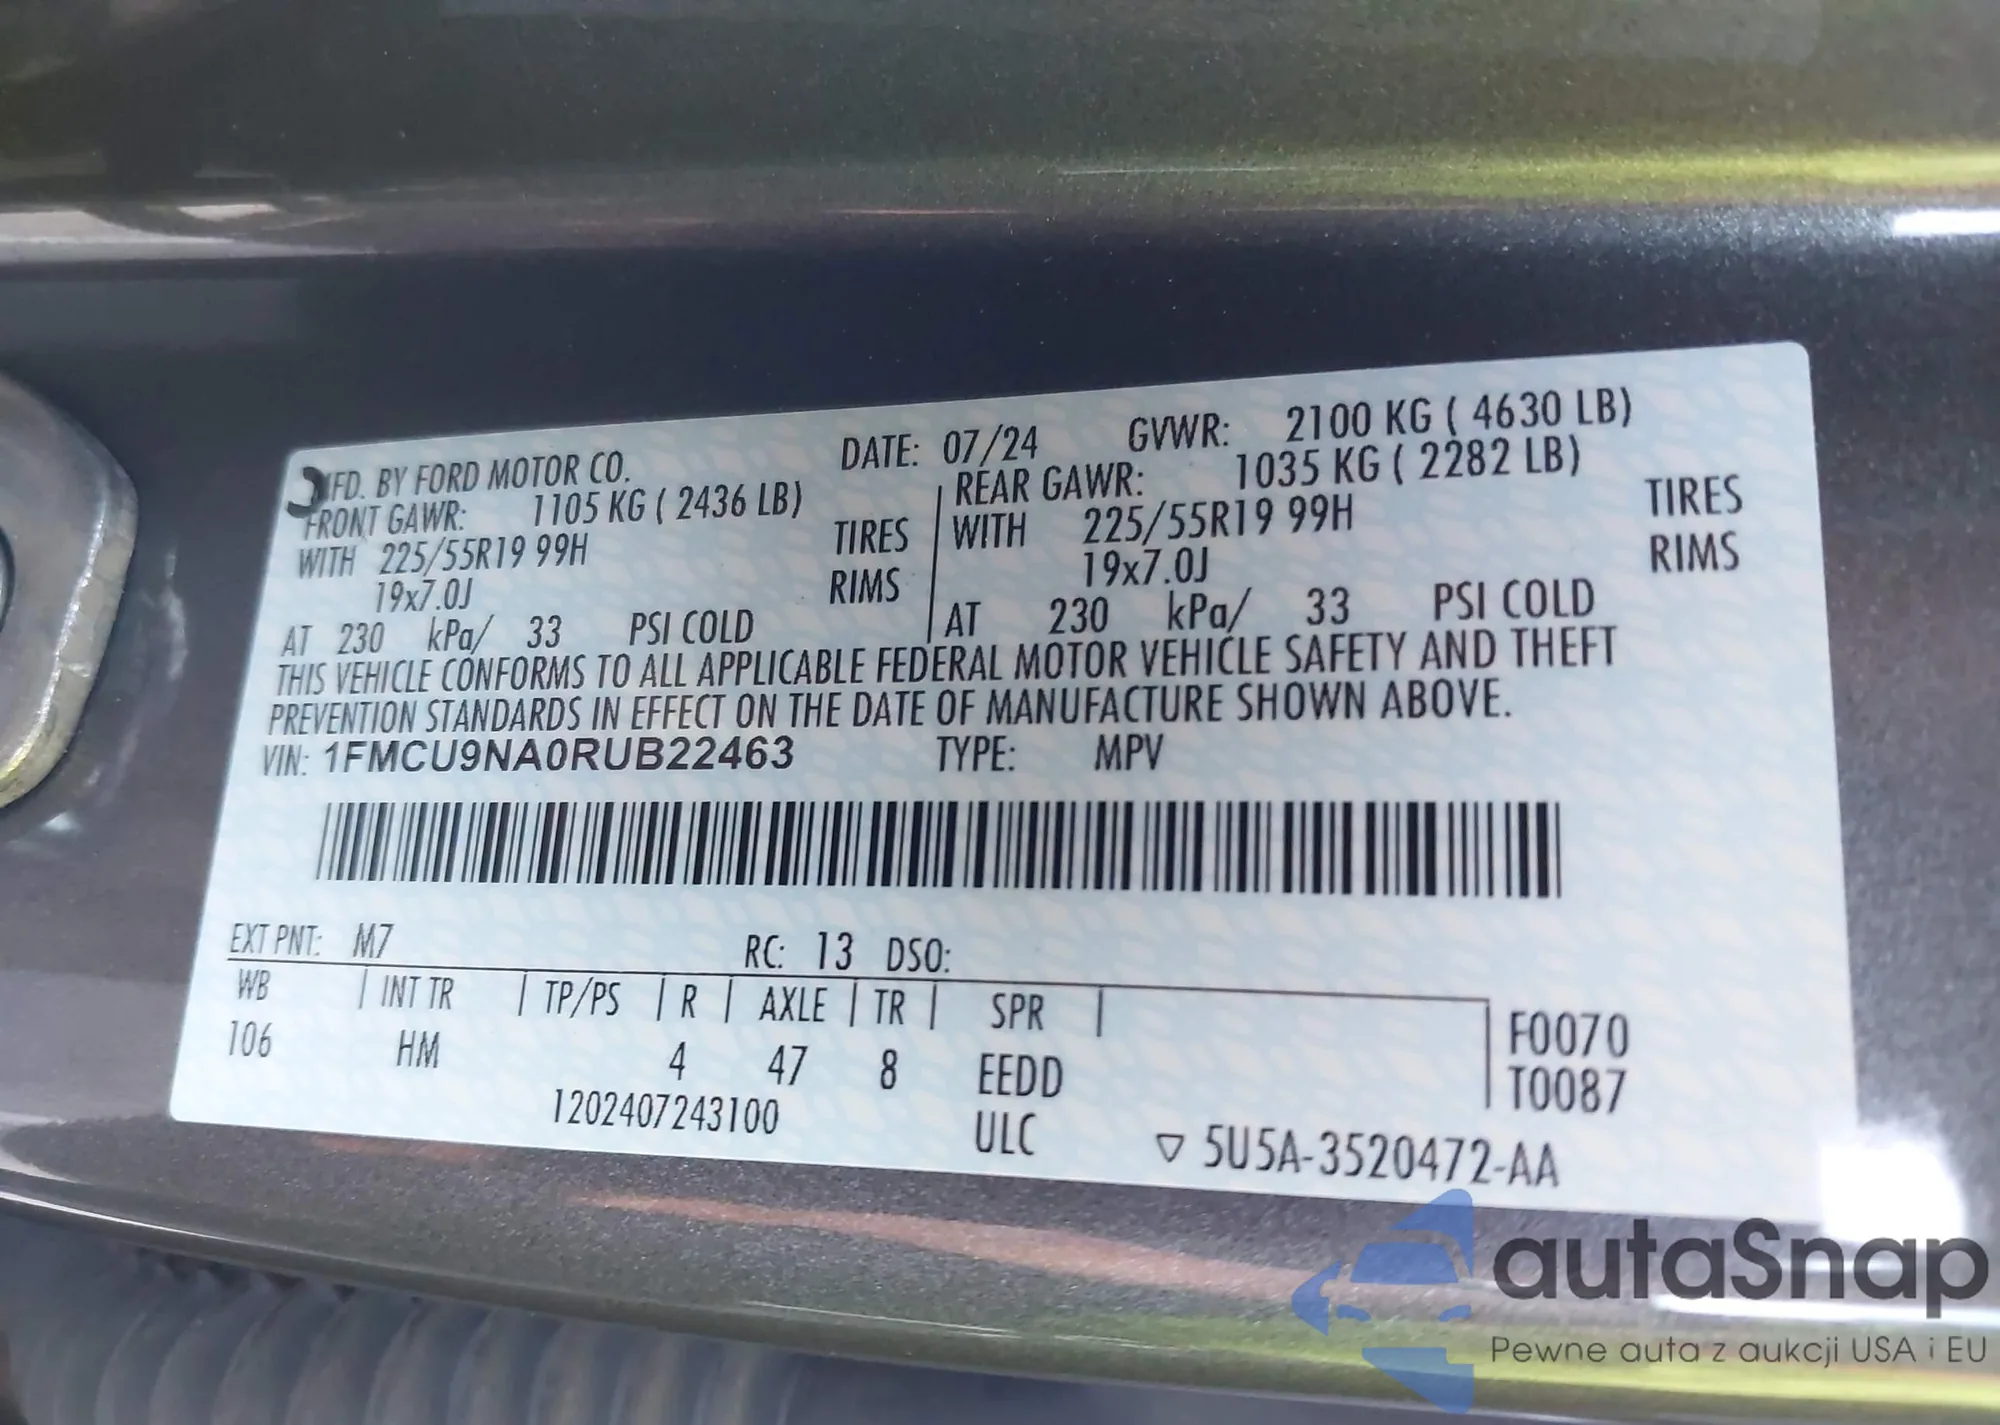 MFD. BY FORD MOTOR CO. DATE: 07/24 GVWR: 2100 KG ( 4630 LB)
FRONT GAWR: 1105 KG ( 2436 LB) REAR GAWR: 1035 KG ( 2282 LB)
WITH 225/55R19 99H TIRES WITH 225/55R19 99H TIRES
19x7.0J RIMS 19x7.0J RIMS
AT 230 kPa/ 33 PSI COLD AT 230 kPa/ 33 PSI COLD
THIS VEHICLE CONFORMS TO ALL APPLICABLE FEDERAL MOTOR VEHICLE SAFETY AND THEFT
PREVENTION STANDARDS IN EFFECT ON THE DATE OF MANUFACTURE SHOWN ABOVE.
VIN: 1FMCU9NA0RUB22463 TYPE: MPV
EXT PNT: M7 RC: 13 DSO:
WB INT TR TP/PS R AXLE TR SPR F0070
106 HM 4 47 8 EEDD T0087
1202407243100 ULC ▽ 5U5A-3520472-AA
autaSnap
Pewne auta z aukcji USA i EU